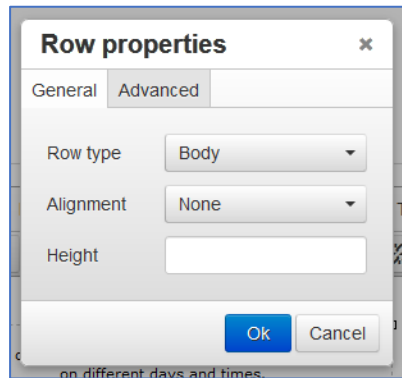 Row properties ×
General Advanced
Row type Body
Alignment None
Height
Ok Cancel
on different days and times.